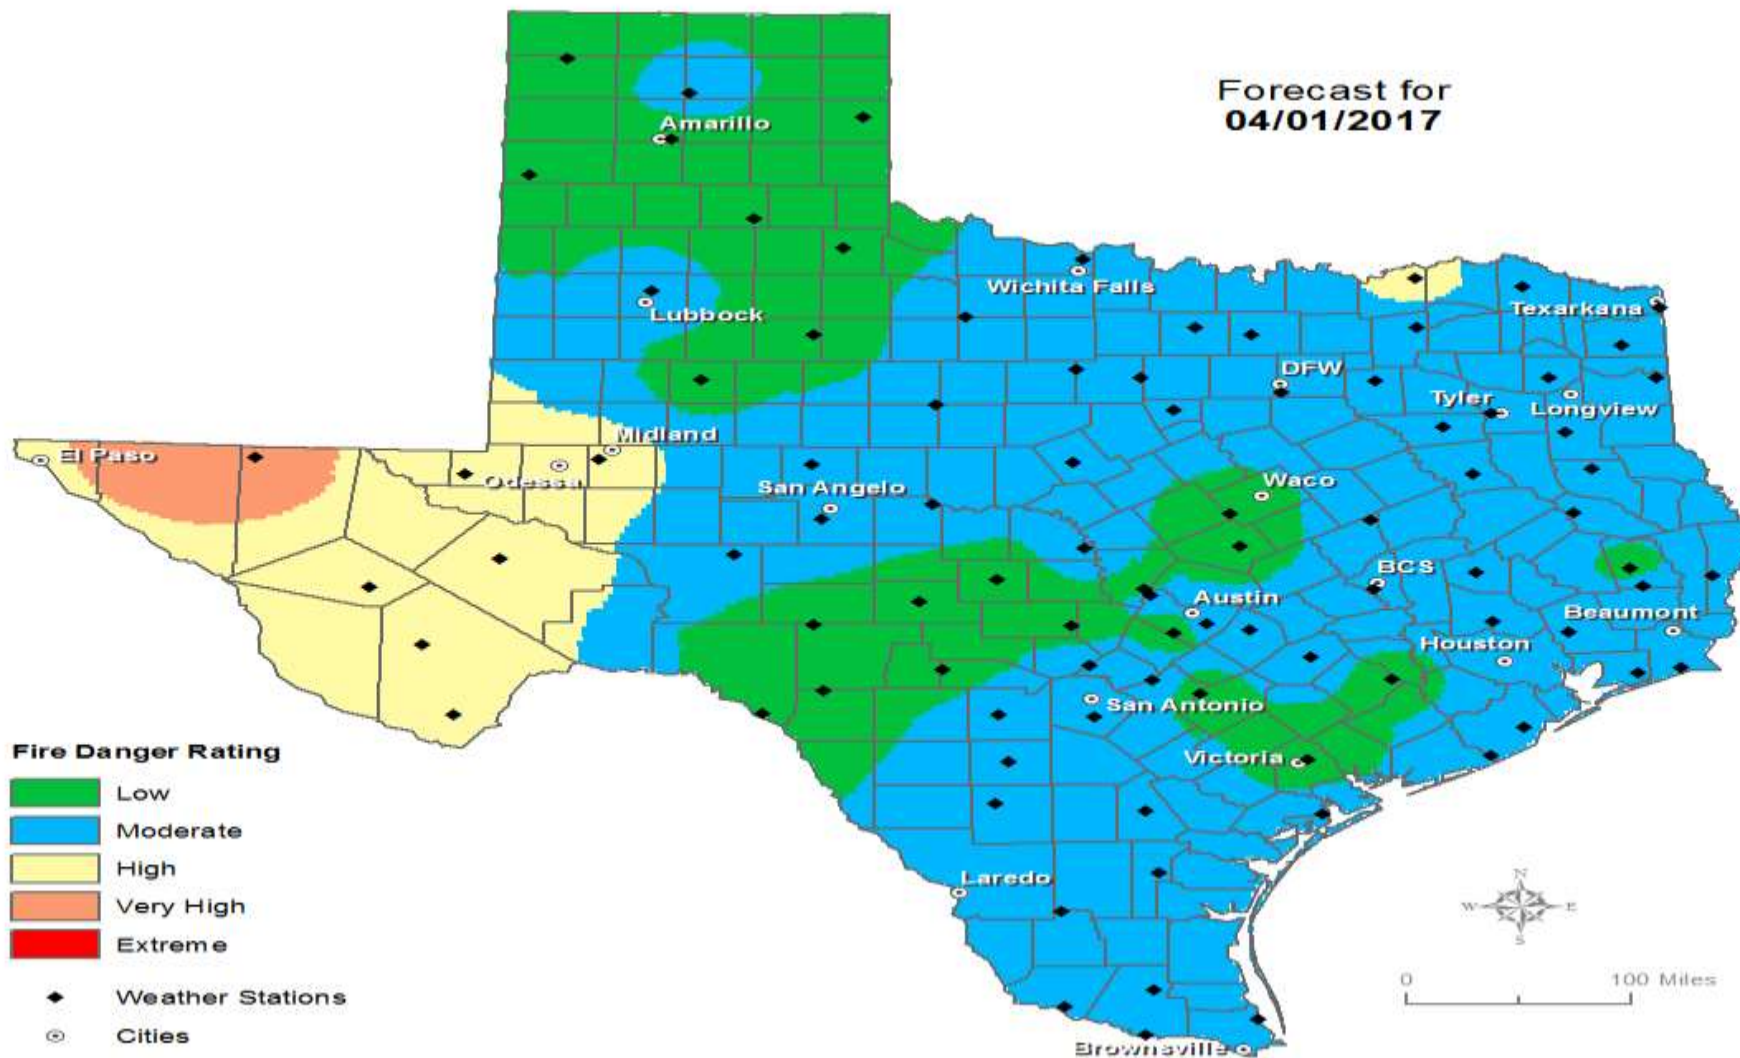 Forecast for
04/01/2017
Amarillo
Wichita Falls
Lubbock
Texarkana
DFW
Tyler
Longview
Midland
El Paso
Odessa
San Angelo
Waco
BCS
Austin
Beaumont
Houston
San Antonio
Victoria
Laredo
Brownsville
Fire Danger Rating
Low
Moderate
High
Very High
Extreme
Weather Stations
Cities
N
W E
S
0 100 Miles